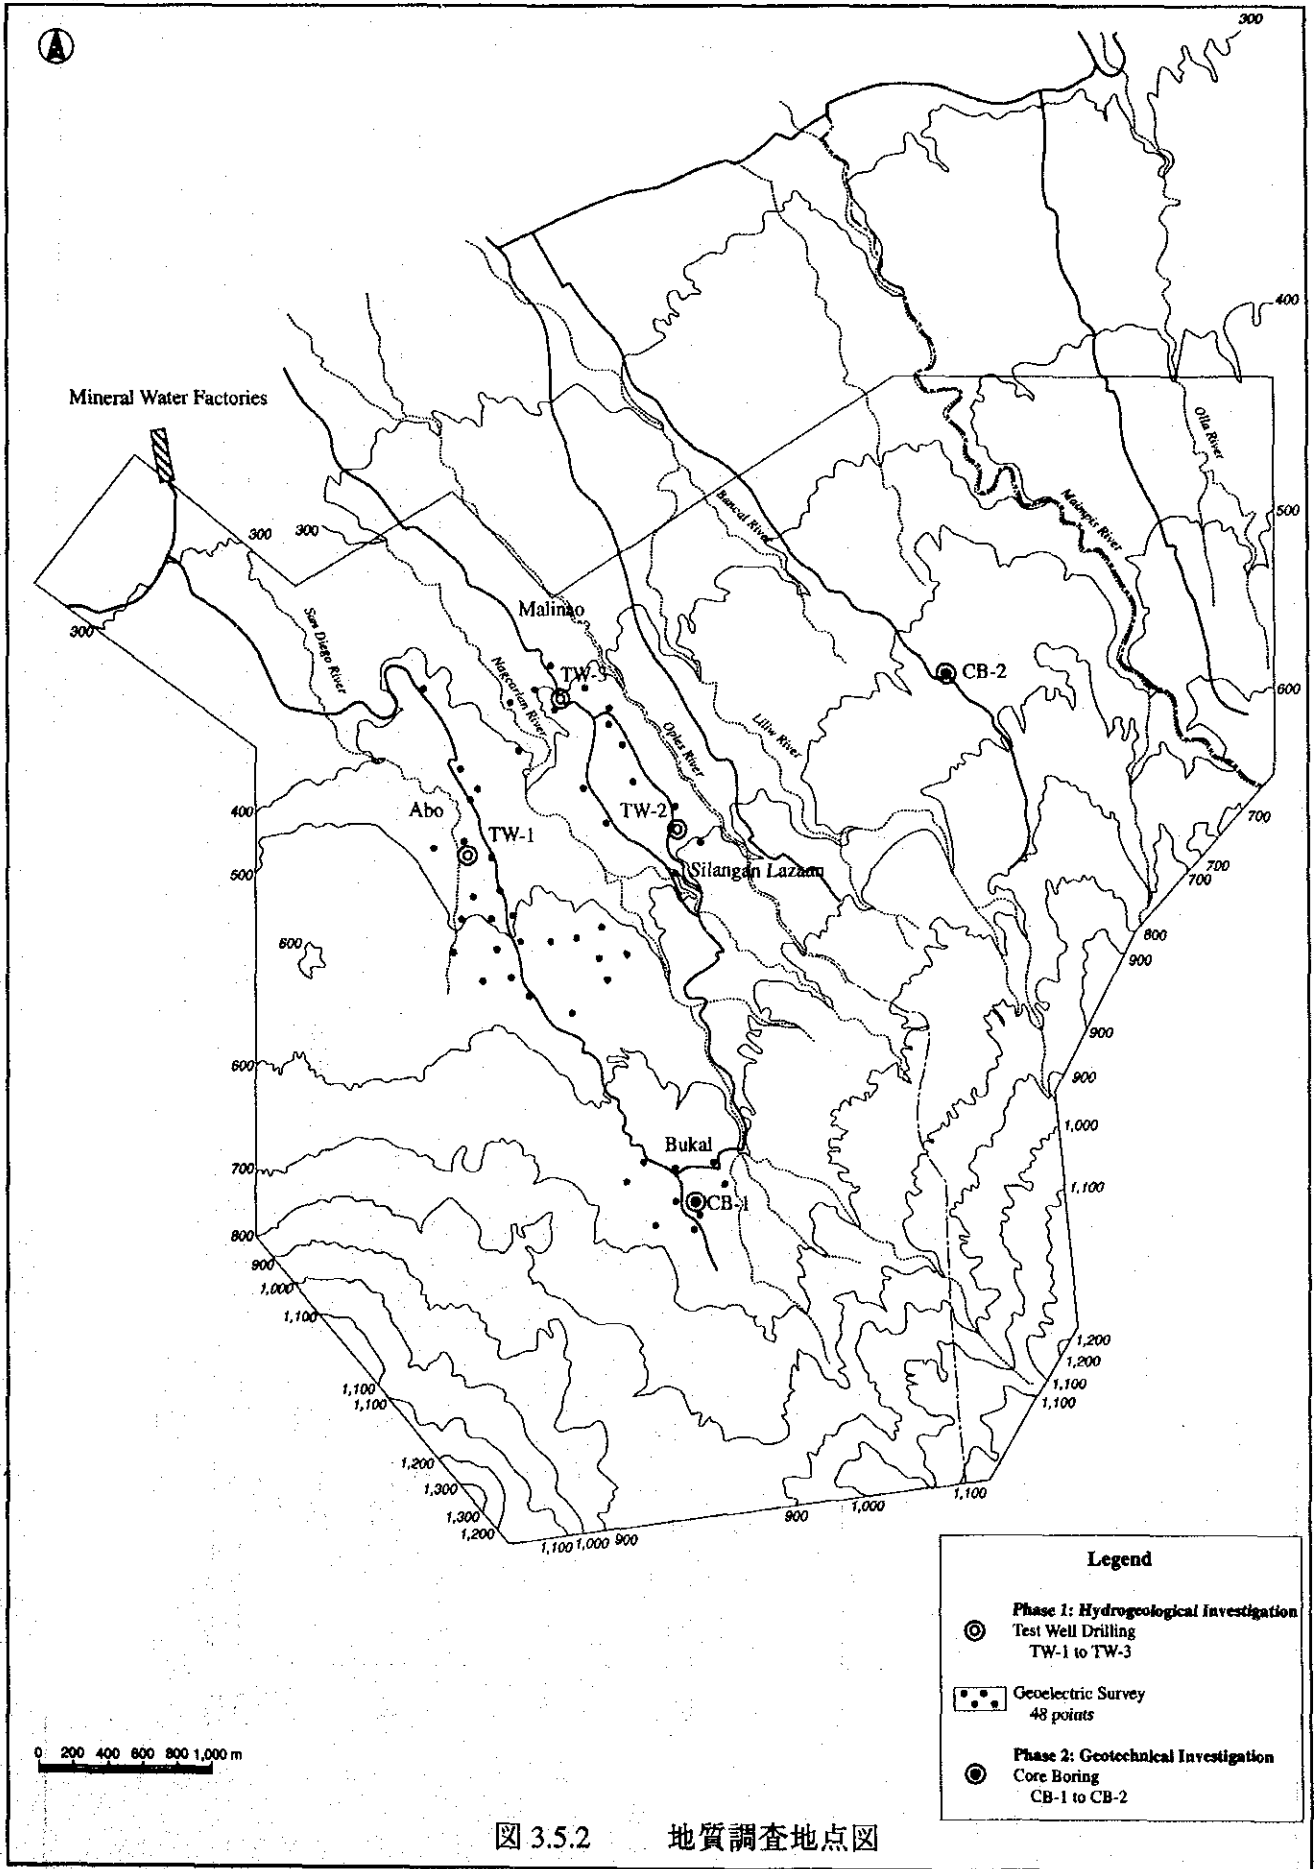 300
400
Mineral Water Factories
Olla River
Bancal River
Maimpis River
500
300
300
Malinao
300
San Diego River
Nagcarlan River
TW-3
CB-2
600
Oples River
Liliw River
400
Abo
TW-2
700
TW-1
500
Silangan Lazaan
700
700
800
600
900
900
600
900
1,000
Bukal
700
1,100
CB-1
800
900
1,000
1,100
1,200
1,200
1,100
1,100
1,100
1,100
1,200
1,300
1,300
1,200
1,100
1,000
900
900
1,000
1,100
Legend
Phase 1: Hydrogeological Investigation
Test Well Drilling
TW-1 to TW-3
Geoelectric Survey
48 points
Phase 2: Geotechnical Investigation
Core Boring
CB-1 to CB-2
0 200 400 600 800 1,000 m
図 3.5.2 地質調査地点図